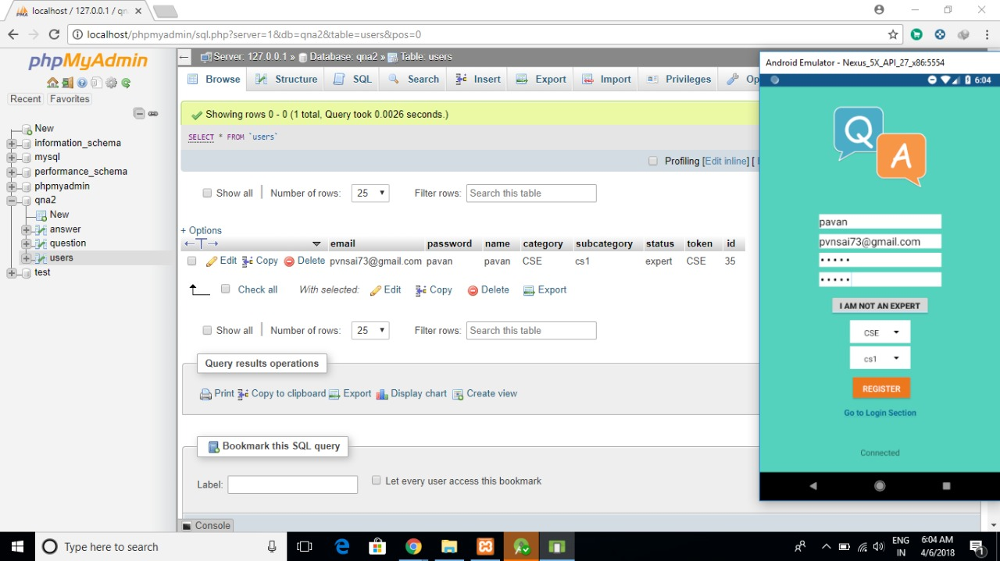 localhost / 127.0.0.1 / qn
localhost/phpmyadmin/sql.php?server=1&db=qna2&table=users&pos=0
phpMyAdmin
Recent Favorites
New
information_schema
mysql
performance_schema
phpmyadmin
qna2
New
answer
question
users
test
Server: 127.0.0.1 » Database: qna2 » Table: users
Browse Structure SQL Search Insert Export Import Privileges Op
Showing rows 0 - 0 (1 total, Query took 0.0026 seconds.)
SELECT * FROM `users`
Profiling [Edit inline] [
Show all Number of rows: 25 Filter rows: Search this table
+ Options
←T→ email password name category subcategory status token id
Edit Copy Delete pvnsai73@gmail.com pavan pavan CSE cs1 expert CSE 35
Check all With selected: Edit Copy Delete Export
Show all Number of rows: 25 Filter rows: Search this table
Query results operations
Print Copy to clipboard Export Display chart Create view
Bookmark this SQL query
Label: Let every user access this bookmark
Console
Android Emulator - Nexus_5X_API_27_x86:5554
6:04
Q
A
pavan
pvnsai73@gmail.com
•••••
•••••
I AM NOT AN EXPERT
CSE
cs1
REGISTER
Go to Login Section
Connected
Type here to search
ENG
IN
6:04 AM
4/6/2018
1